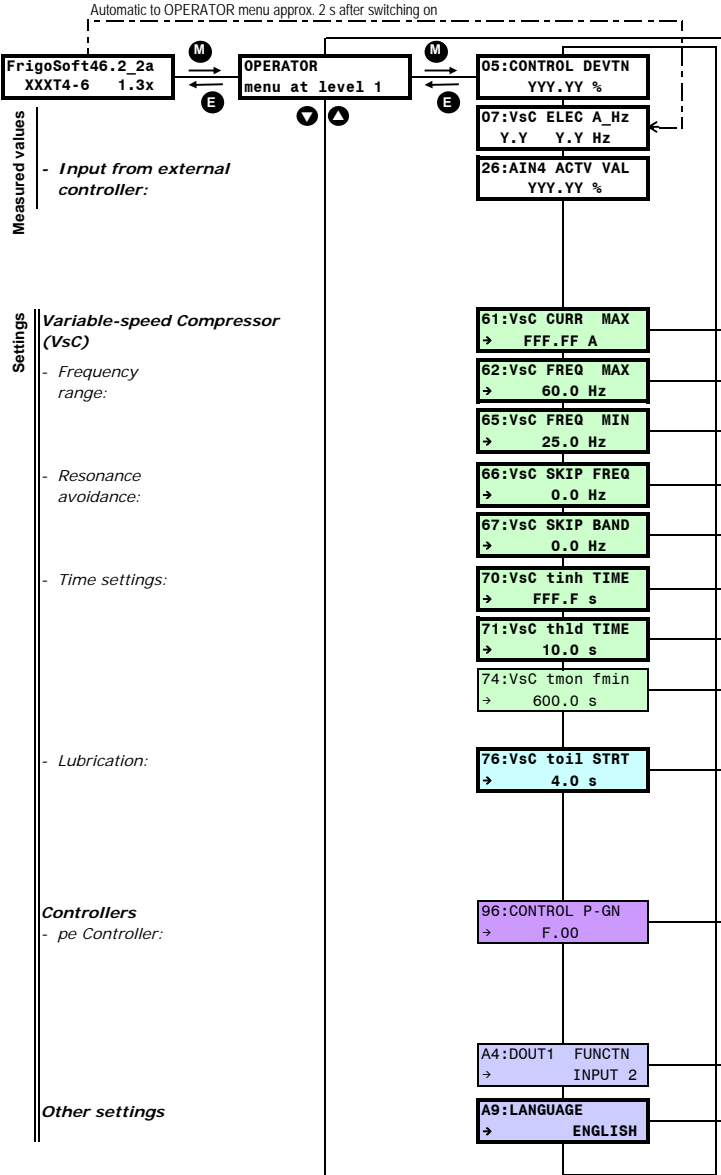 Automatic to OPERATOR menu approx. 2 s after switching on
FrigoSoft46.2_2a
XXXT4-6 1.3x
M
E
OPERATOR
menu at level 1
M
E
05:CONTROL DEVTN
YYY.YY %
07:VsC ELEC A_Hz
Y.Y Y.Y Hz
26:AIN4 ACTV VAL
YYY.YY %
Measured values
- Input from external
controller:
Settings
Variable-speed Compressor
(VsC)
61:VsC CURR MAX
→ FFF.FF A
- Frequency
range:
62:VsC FREQ MAX
→ 60.0 Hz
65:VsC FREQ MIN
→ 25.0 Hz
- Resonance
avoidance:
66:VsC SKIP FREQ
→ 0.0 Hz
67:VsC SKIP BAND
→ 0.0 Hz
- Time settings:
70:VsC tinh TIME
→ FFF.F s
71:VsC thld TIME
→ 10.0 s
74:VsC tmon fmin
→ 600.0 s
- Lubrication:
76:VsC toil STRT
→ 4.0 s
Controllers
- pe Controller:
96:CONTROL P-GN
→ F.00
A4:DOUT1 FUNCTN
→ INPUT 2
Other settings
A9:LANGUAGE
→ ENGLISH